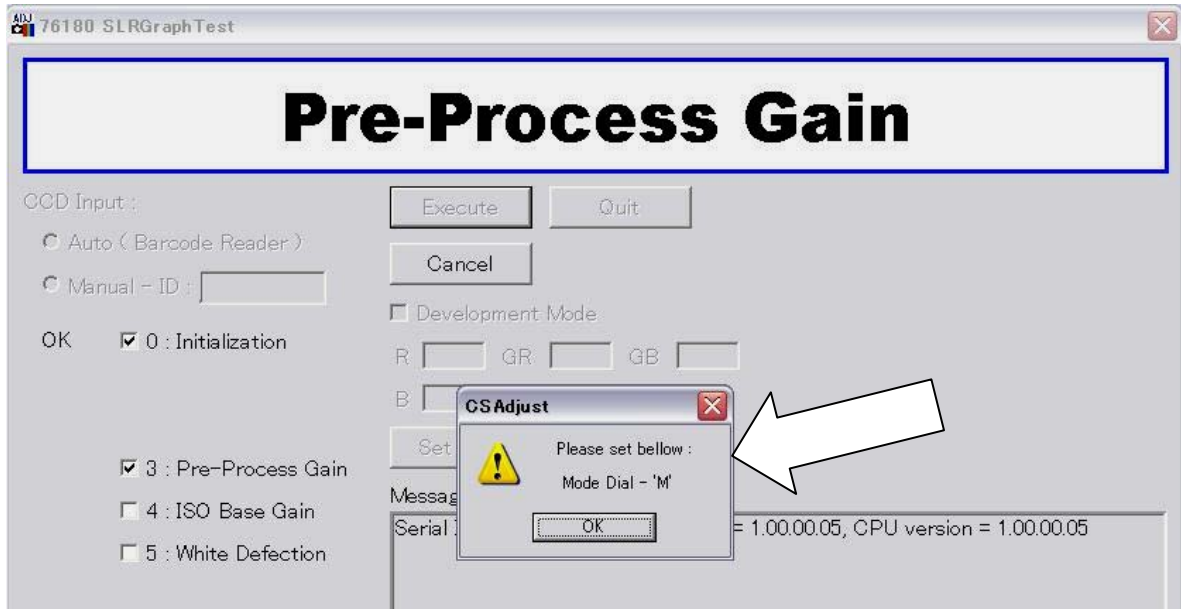 ADJ
76180 SLRGraphTest
Pre-Process Gain
CCD Input :
Auto ( Barcode Reader )
Manual - ID :
Execute
Quit
Cancel
Development Mode
R
GR
GB
B
OK
0 : Initialization
3 : Pre-Process Gain
4 : ISO Base Gain
5 : White Defection
Set
CSAdjust
Please set bellow :
Mode Dial - 'M'
OK
Serial
= 1.00.00.05, CPU version = 1.00.00.05